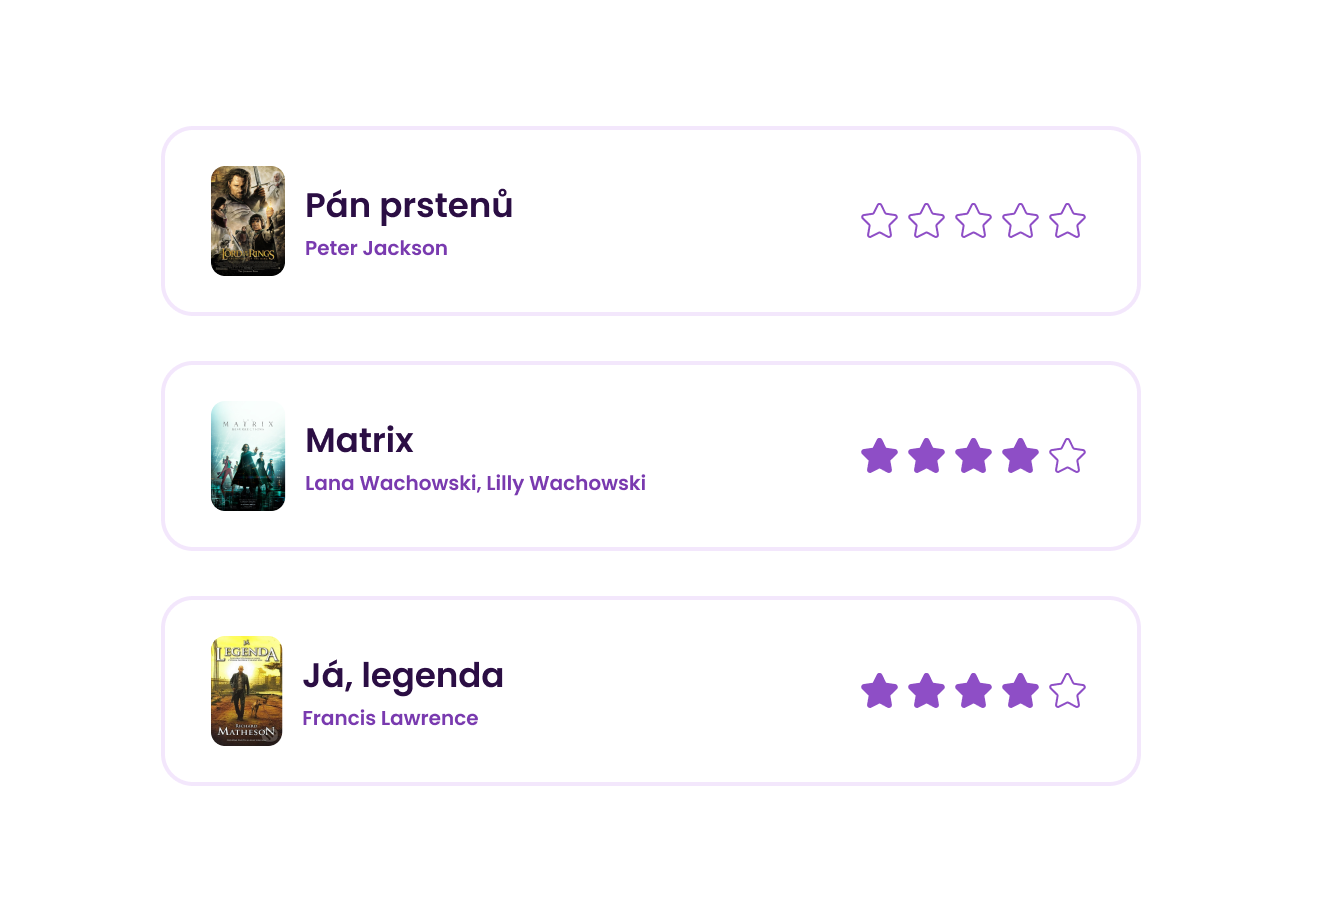 Pán prstenů
Peter Jackson
LORD OF THE RINGS
MATRIX
Matrix
Lana Wachowski, Lilly Wachowski
LEGENDA
RICHARD
MATHESON
Já, legenda
Francis Lawrence